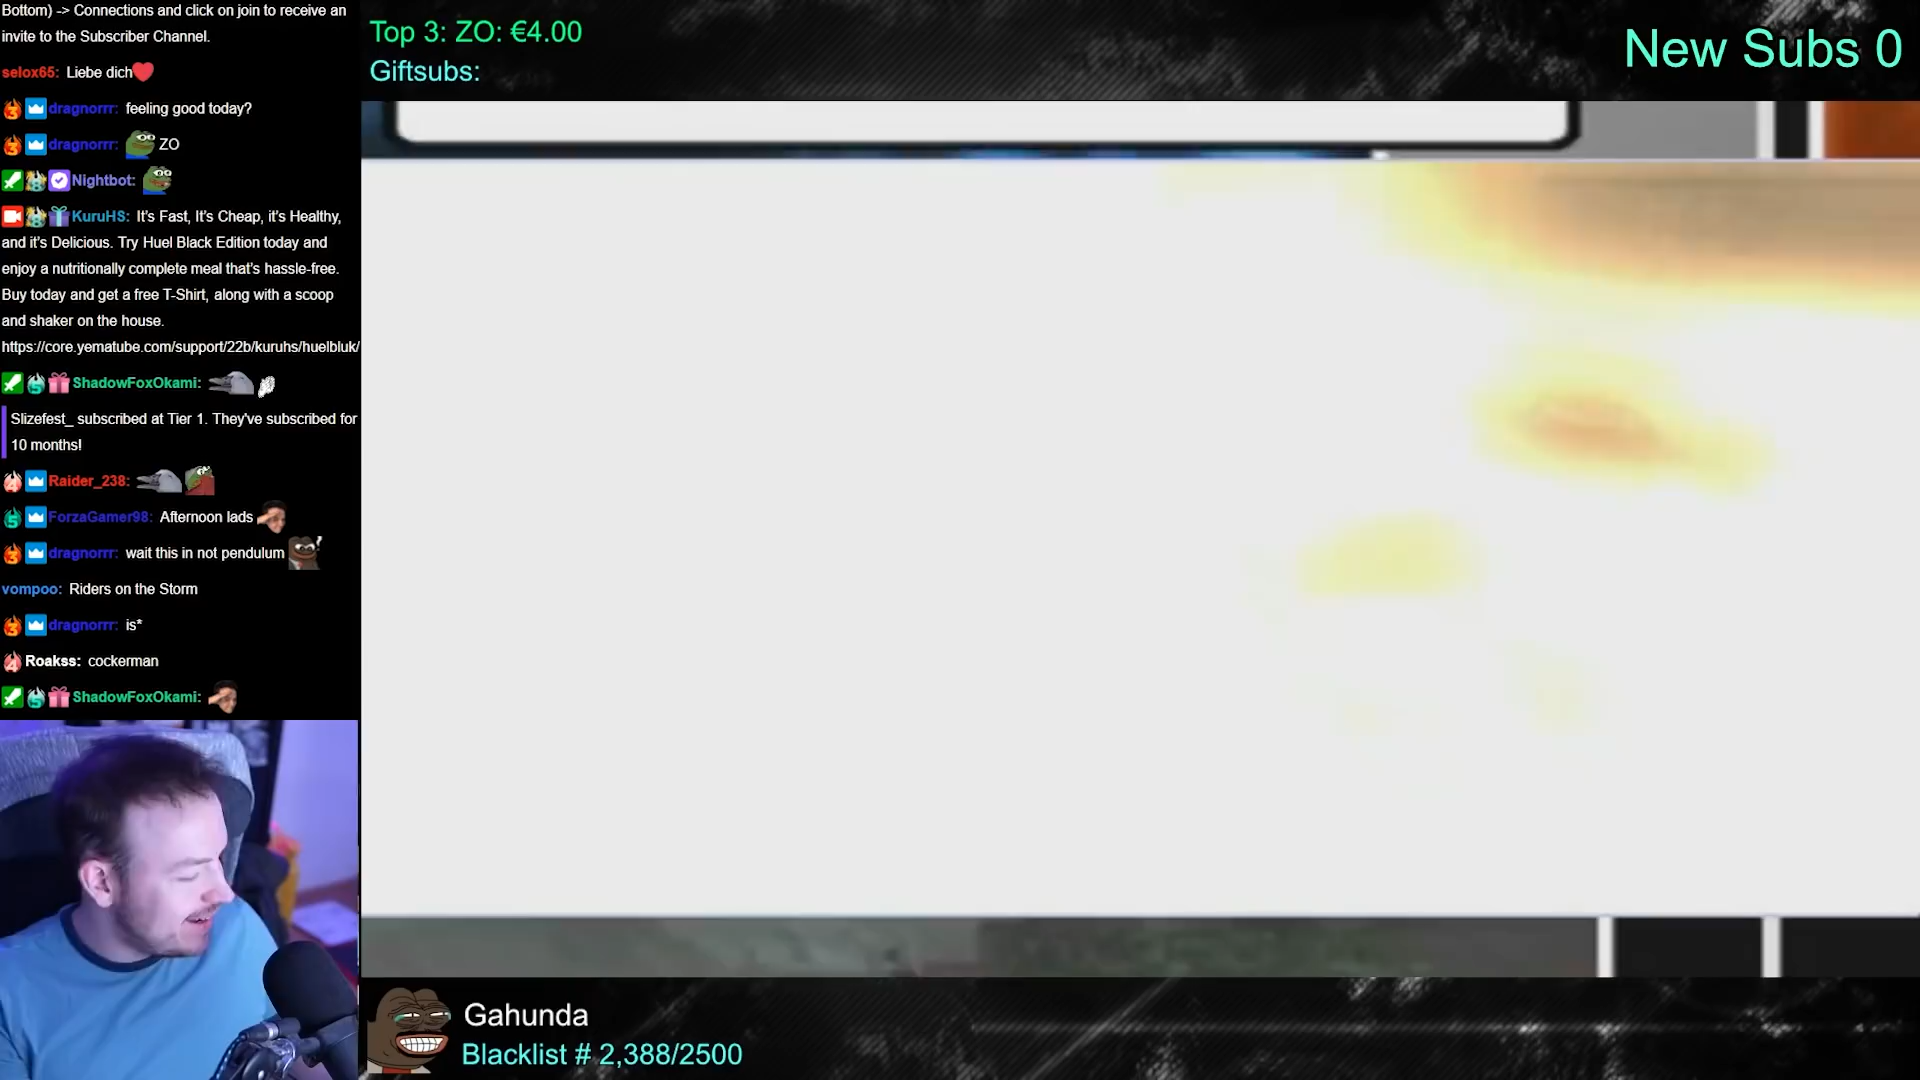 Bottom) -> Connections and click on join to receive an
invite to the Subscriber Channel.
selox65: Liebe dich
dragnorrr: feeling good today?
dragnorrr: ZO
Nightbot:
KuruHS: It's Fast, It's Cheap, it's Healthy,
and it's Delicious. Try Huel Black Edition today and
enjoy a nutritionally complete meal that's hassle-free.
Buy today and get a free T-Shirt, along with a scoop
and shaker on the house.
https://core.yematube.com/support/22b/kuruhs/huelbluk/
ShadowFoxOkami:
Slizefest_ subscribed at Tier 1. They've subscribed for
10 months!
Raider_238:
ForzaGamer98: Afternoon lads
dragnorrr: wait this in not pendulum
vompoo: Riders on the Storm
dragnorrr: is*
Roakss: cockerman
ShadowFoxOkami:
Top 3: ZO: €4.00
Giftsubs:
New Subs 0
Gahunda
Blacklist # 2,388/2500